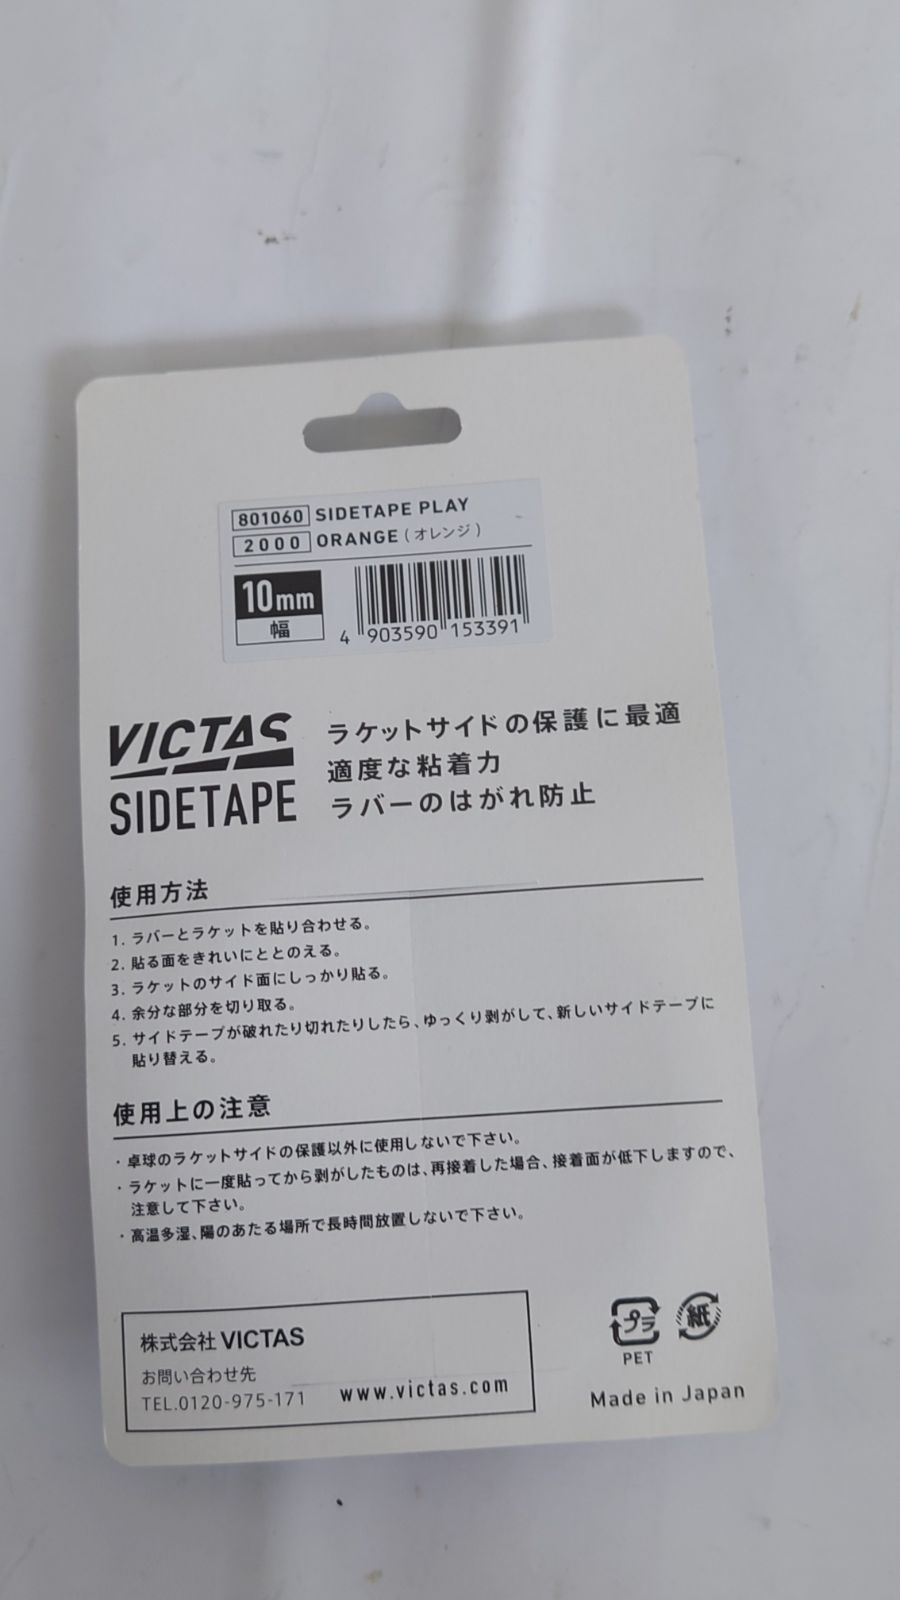 801060 SIDETAPE PLAY
2000 ORANGE(オレンジ)
10mm
幅
4 903590 153391
VICTAS
SIDETAPE
ラケットサイドの保護に最適
適度な粘着力
ラバーのはがれ防止
使用方法
1. ラバーとラケットを貼り合わせる。
2. 貼る面をきれいにととのえる。
3. ラケットのサイド面にしっかり貼る。
4. 余分な部分を切り取る。
5. サイドテープが破れたり切れたりしたら、ゆっくり剥がして、新しいサイドテープに
貼り替える。
使用上の注意
・卓球のラケットサイドの保護以外に使用しないで下さい。
・ラケットに一度貼ってから剥がしたものは、再接着した場合、接着面が低下しますので、
注意して下さい。
・高温多湿、陽のあたる場所で長時間放置しないで下さい。
株式会社 VICTAS
お問い合わせ先
TEL.0120-975-171 www.victas.com
プラ 紙
PET
Made in Japan